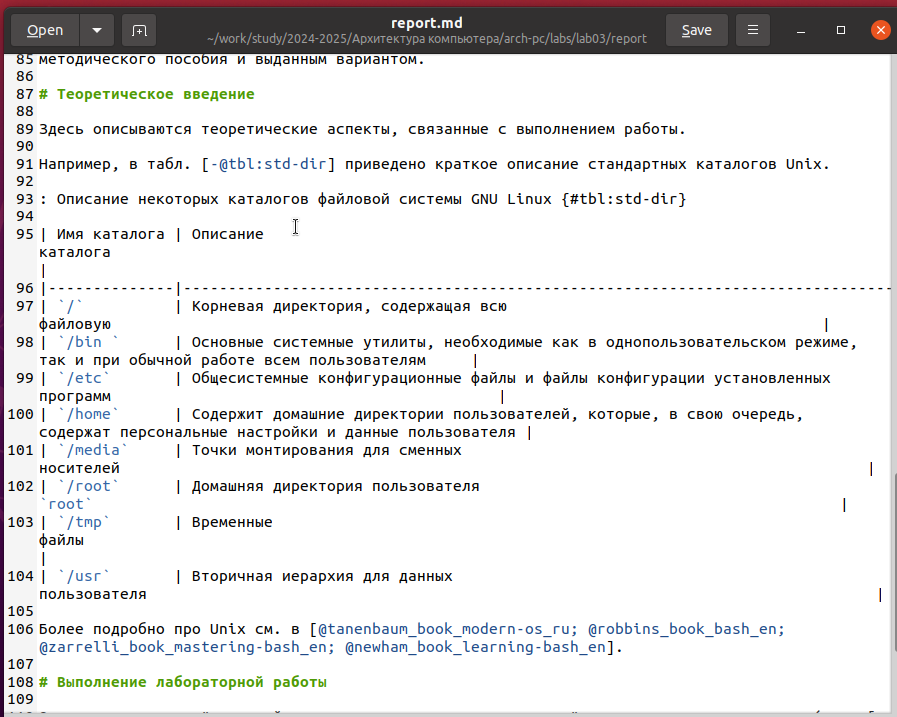 Open
report.md
~/work/study/2024-2025/Архитектура компьютера/arch-pc/labs/lab03/report
Save
85 методического пособия и выданным вариантом.
86
87 # Теоретическое введение
88
89 Здесь описываются теоретические аспекты, связанные с выполнением работы.
90
91 Например, в табл. [-@tbl:std-dir] приведено краткое описание стандартных каталогов Unix.
92
93 : Описание некоторых каталогов файловой системы GNU Linux {#tbl:std-dir}
94
95 | Имя каталога | Описание
каталога
|
96 |--------------|-------------------------------------------------------------------------------
97 | `/`          | Корневая директория, содержащая всю
файловую |
98 | `/bin `      | Основные системные утилиты, необходимые как в однопользовательском режиме,
так и при обычной работе всем пользователям |
99 | `/etc`       | Общесистемные конфигурационные файлы и файлы конфигурации установленных
программ |
100 | `/home`      | Содержит домашние директории пользователей, которые, в свою очередь,
содержат персональные настройки и данные пользователя |
101 | `/media`     | Точки монтирования для сменных
носителей |
102 | `/root`      | Домашняя директория пользователя
`root` |
103 | `/tmp`       | Временные
файлы
|
104 | `/usr`       | Вторичная иерархия для данных
пользователя |
105
106 Более подробно про Unix см. в [@tanenbaum_book_modern-os_ru; @robbins_book_bash_en;
@zarrelli_book_mastering-bash_en; @newham_book_learning-bash_en].
107
108 # Выполнение лабораторной работы
109